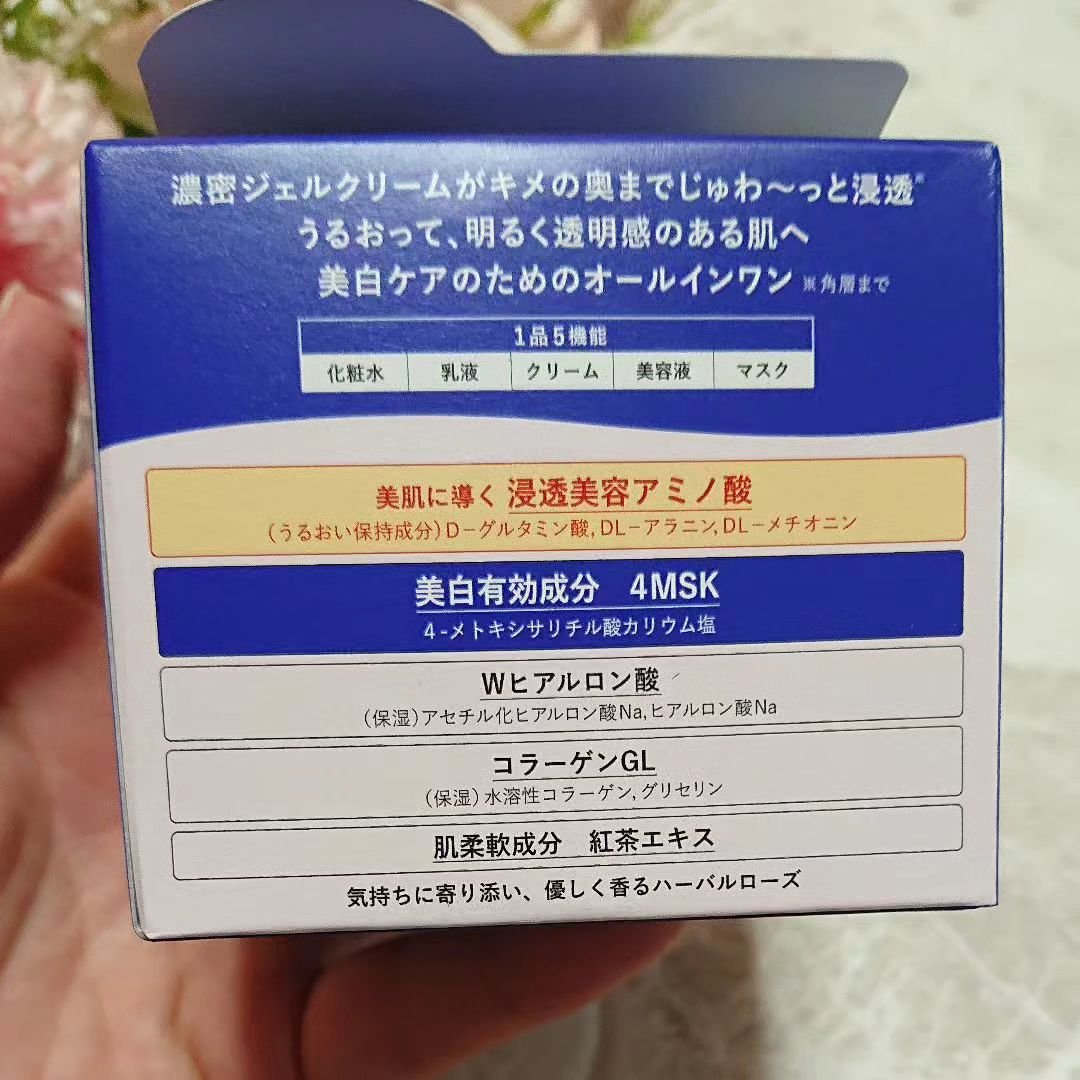 濃密ジェルクリームがキメの奥までじゅわ〜っと浸透※
うるおって、明るく透明感のある肌へ
美白ケアのためのオールインワン ※角層まで
1品5機能
化粧水 乳液 クリーム 美容液 マスク
美肌に導く 浸透美容アミノ酸
(うるおい保持成分)D−グルタミン酸,DL−アラニン,DL−メチオニン
美白有効成分 4MSK
4-メトキシサリチル酸カリウム塩
Wヒアルロン酸
(保湿)アセチル化ヒアルロン酸Na,ヒアルロン酸Na
コラーゲンGL
(保湿)水溶性コラーゲン,グリセリン
肌柔軟成分 紅茶エキス
気持ちに寄り添い、優しく香るハーバルローズ